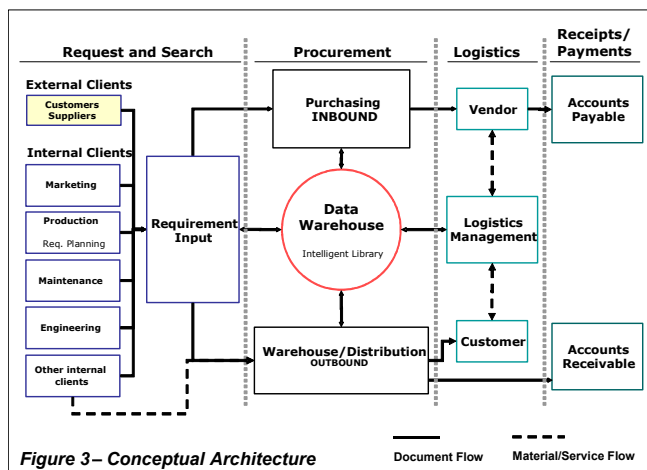 Request and Search
Procurement
Logistics
Receipts/
Payments
External Clients
Customers
Suppliers
Internal Clients
Marketing
Production
Req. Planning
Maintenance
Engineering
Other internal
clients
Requirement
Input
Purchasing
INBOUND
Data
Warehouse
Intelligent Library
Warehouse/Distribution
OUTBOUND
Vendor
Logistics
Management
Customer
Accounts
Payable
Accounts
Receivable
Figure 3– Conceptual Architecture
Document Flow
Material/Service Flow